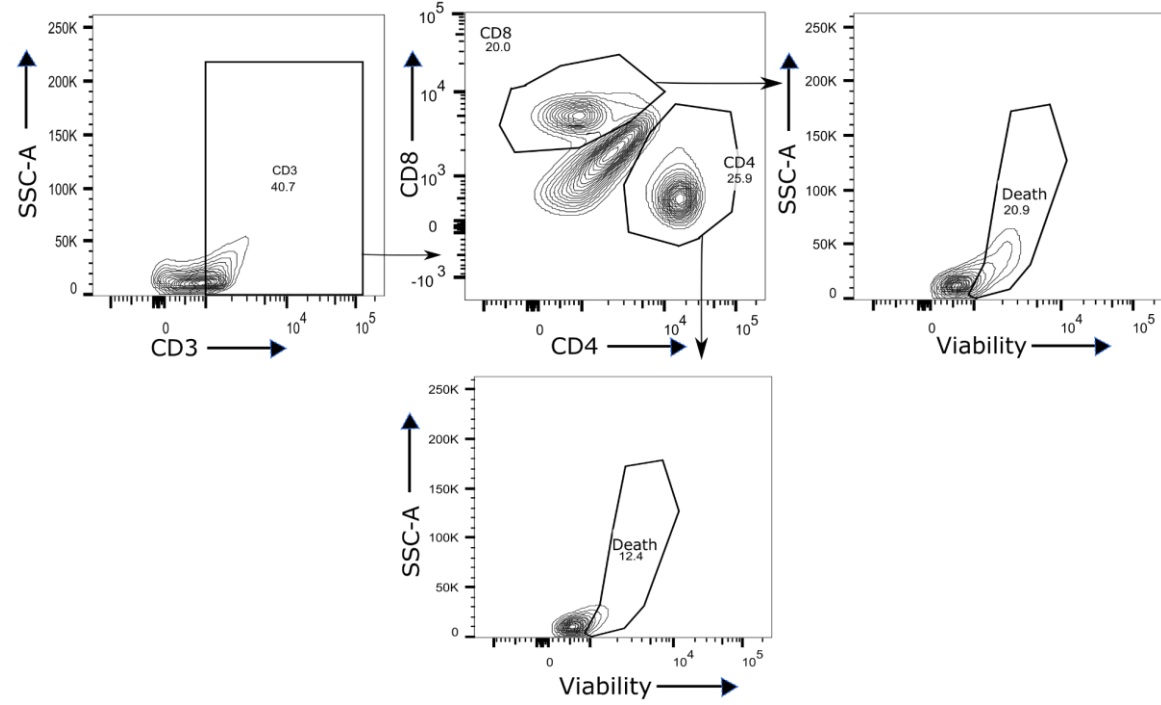 250K
200K
150K
100K
50K
0
SSC-A
CD3
40.7
0
10^4
10^5
CD3
10^5
10^4
10^3
0
-10^3
CD8
CD8
20.0
CD4
25.9
0
10^4
10^5
CD4
250K
200K
150K
100K
50K
0
SSC-A
Death
20.9
0
10^4
10^5
Viability
250K
200K
150K
100K
50K
0
SSC-A
Death
12.4
0
10^4
10^5
Viability